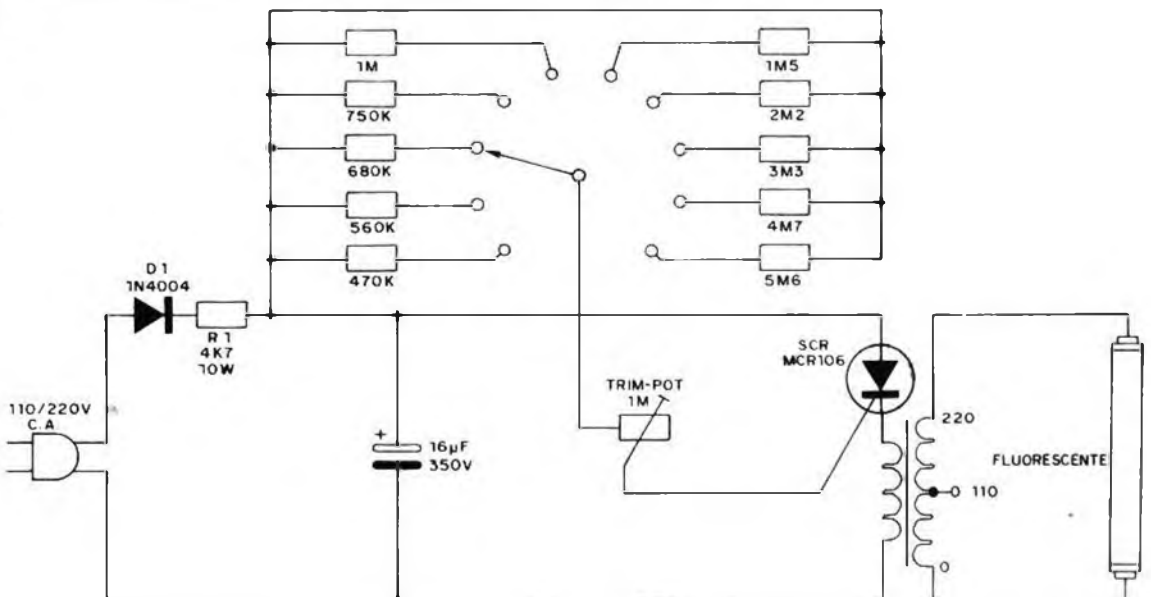 1M
1M5
750K
2M2
680K
3M3
560K
4M7
470K
5M6
D1
1N4004
R1
4K7
10W
SCR
MCR106
TRIM-POT
1M
110/220V
C.A.
+
16µF
350V
220
FLUORESCENTE
110
0